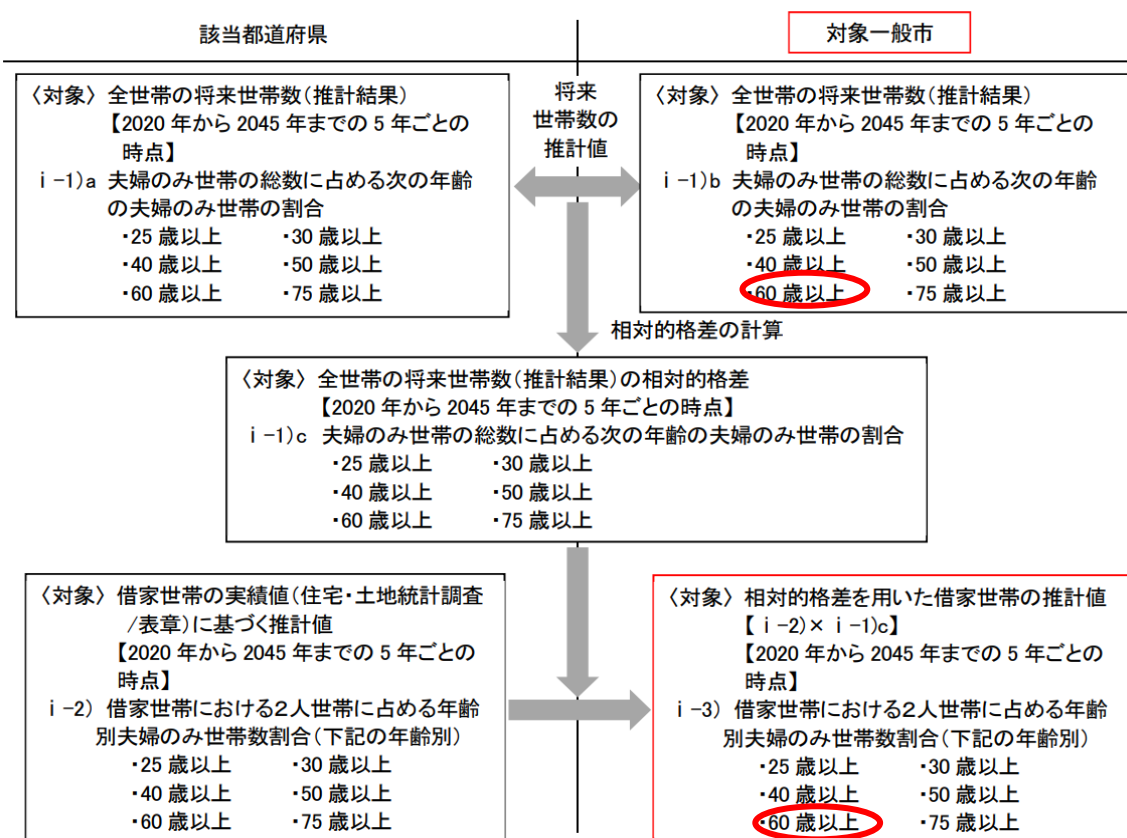 該当都道府県
対象一般市
〈対象〉 全世帯の将来世帯数(推計結果)
【2020 年から 2045 年までの 5 年ごとの
時点】
ⅰ-1)a 夫婦のみ世帯の総数に占める次の年齢
の夫婦のみ世帯の割合
・25 歳以上 ・30 歳以上
・40 歳以上 ・50 歳以上
・60 歳以上 ・75 歳以上
将来
世帯数の
推計値
〈対象〉 全世帯の将来世帯数(推計結果)
【2020 年から 2045 年までの 5 年ごとの
時点】
ⅰ-1)b 夫婦のみ世帯の総数に占める次の年齢
の夫婦のみ世帯の割合
・25 歳以上 ・30 歳以上
・40 歳以上 ・50 歳以上
・60 歳以上 ・75 歳以上
相対的格差の計算
〈対象〉 全世帯の将来世帯数(推計結果)の相対的格差
【2020 年から 2045 年までの 5 年ごとの時点】
ⅰ-1)c 夫婦のみ世帯の総数に占める次の年齢の夫婦のみ世帯の割合
・25 歳以上 ・30 歳以上
・40 歳以上 ・50 歳以上
・60 歳以上 ・75 歳以上
〈対象〉 借家世帯の実績値(住宅・土地統計調査
/表章)に基づく推計値
【2020 年から 2045 年までの 5 年ごとの
時点】
ⅰ-2) 借家世帯における2人世帯に占める年齢
別夫婦のみ世帯数割合(下記の年齢別)
・25 歳以上 ・30 歳以上
・40 歳以上 ・50 歳以上
・60 歳以上 ・75 歳以上
〈対象〉 相対的格差を用いた借家世帯の推計値
【ⅰ-2)×ⅰ-1)c】
【2020 年から 2045 年までの 5 年ごとの
時点】
ⅰ-3) 借家世帯における2人世帯に占める年齢
別夫婦のみ世帯数割合(下記の年齢別)
・25 歳以上 ・30 歳以上
・40 歳以上 ・50 歳以上
・60 歳以上 ・75 歳以上